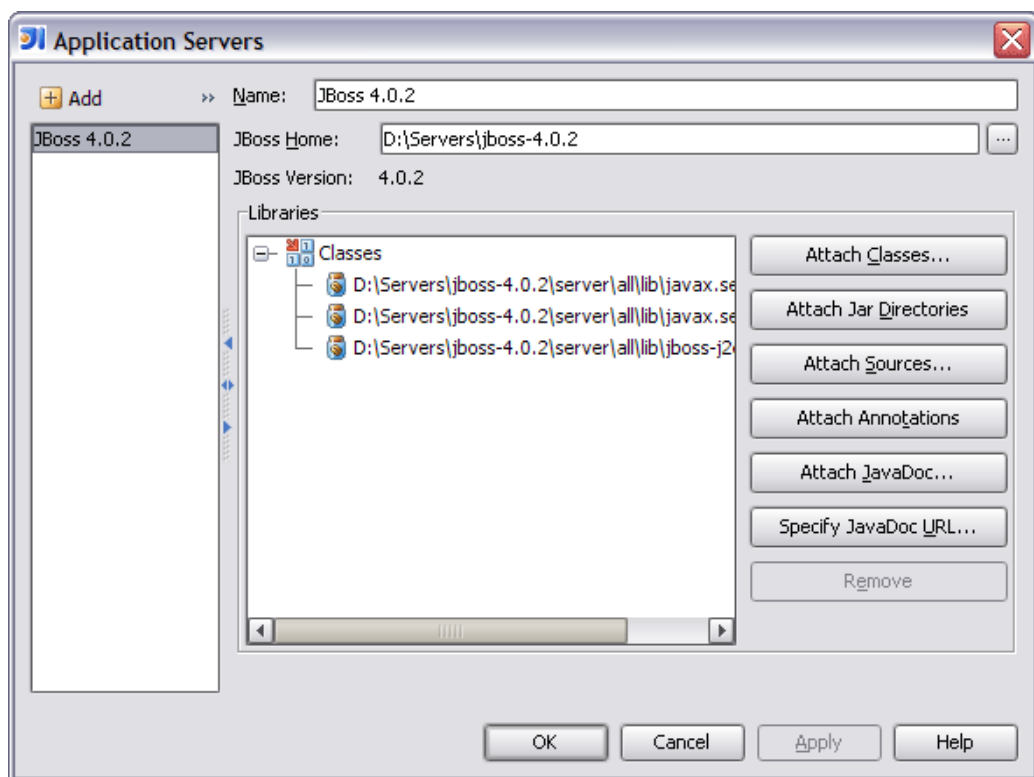 Application Servers
Add
»
Name: JBoss 4.0.2
JBoss 4.0.2
JBoss Home: D:\Servers\jboss-4.0.2 ...
JBoss Version: 4.0.2
Libraries
Classes
D:\Servers\jboss-4.0.2\server\all\lib\javax.se
D:\Servers\jboss-4.0.2\server\all\lib\javax.se
D:\Servers\jboss-4.0.2\server\all\lib\jboss-j2
Attach Classes...
Attach Jar Directories
Attach Sources...
Attach Annotations
Attach JavaDoc...
Specify JavaDoc URL...
Remove
OK Cancel Apply Help